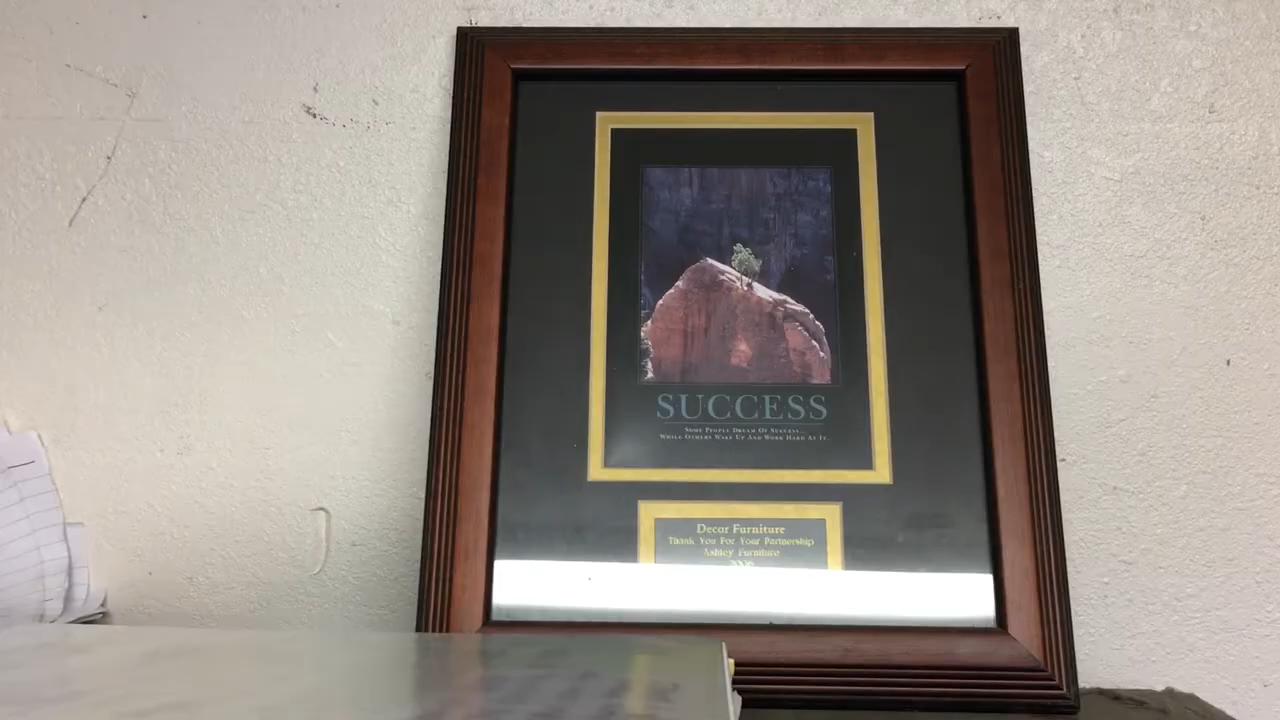 SUCCESS
SOME PEOPLE DREAM OF SUCCESS...
WHILE OTHERS WAKE UP AND WORK HARD AT IT.
Decor Furniture
Thank You For Your Partnership
Ashley Furniture